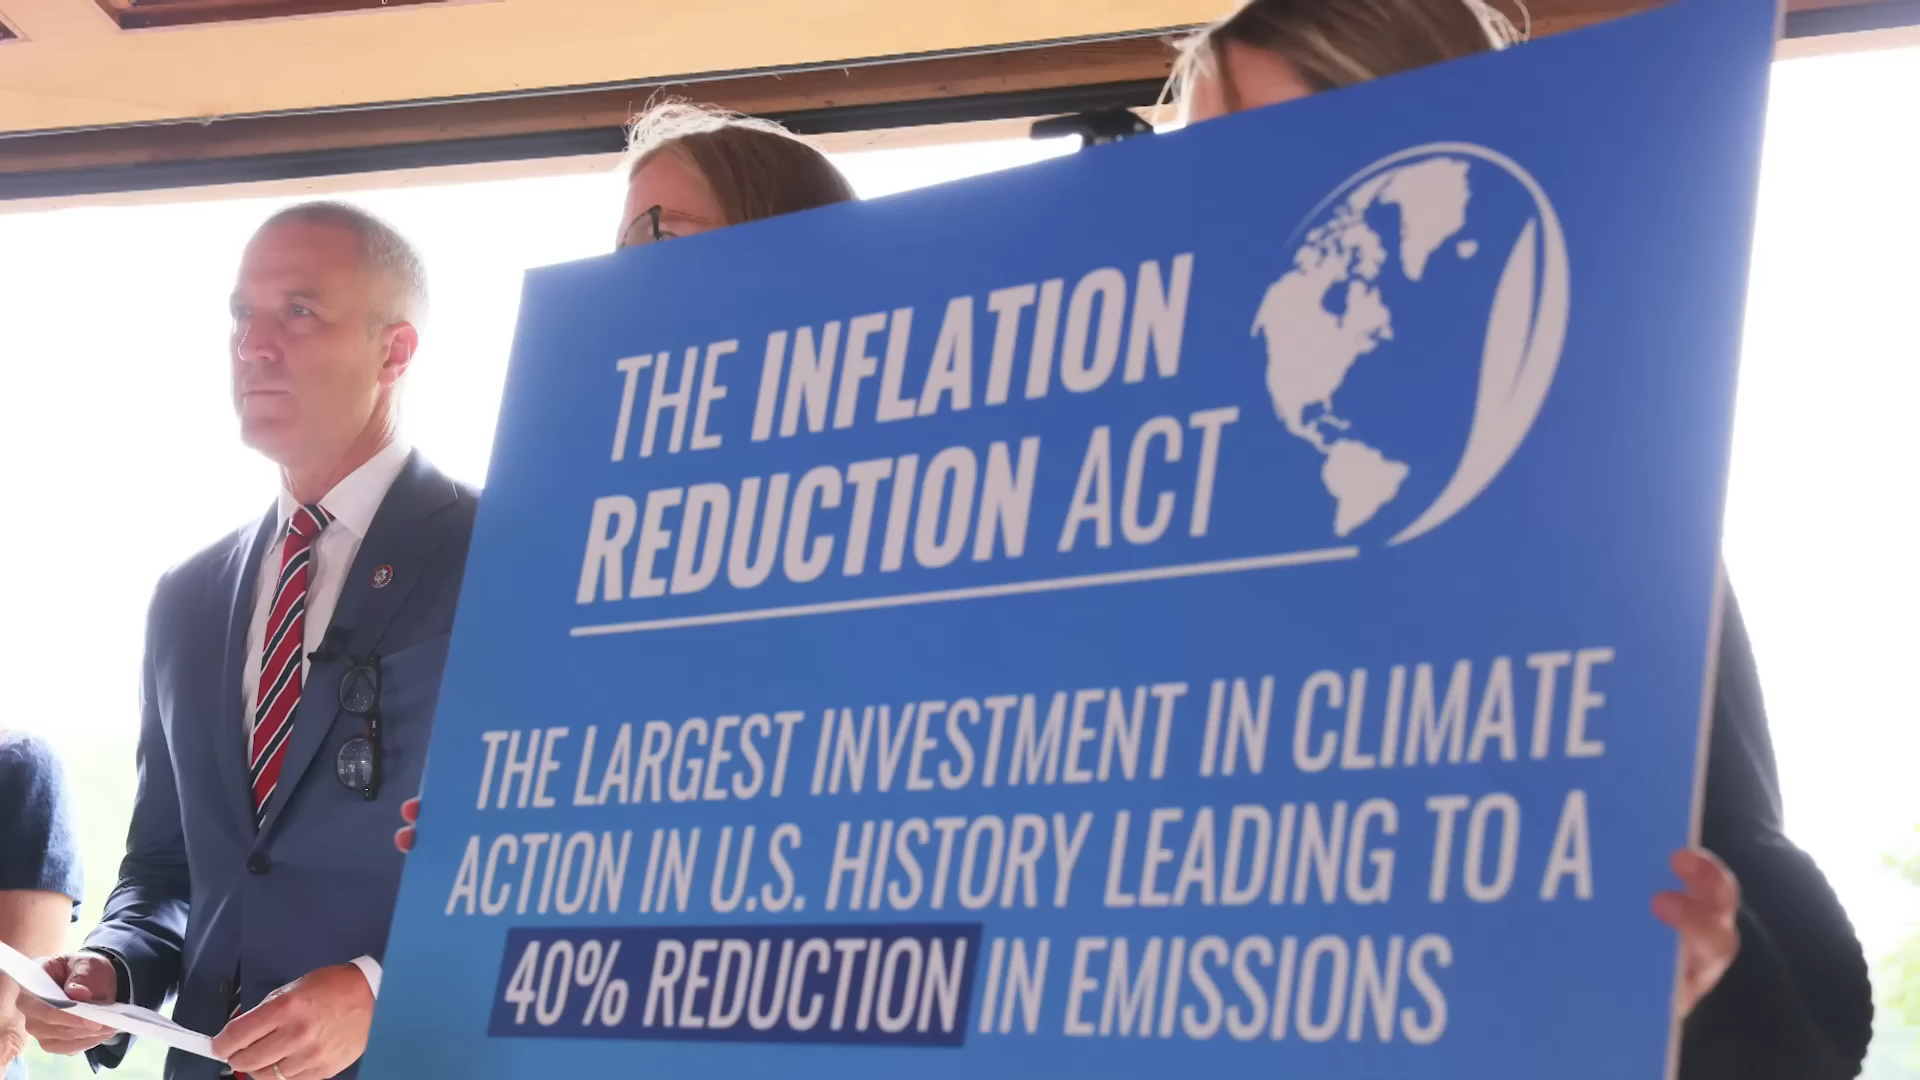 THE INFLATION
REDUCTION ACT
THE LARGEST INVESTMENT IN CLIMATE
ACTION IN U.S. HISTORY LEADING TO A
40% REDUCTION IN EMISSIONS